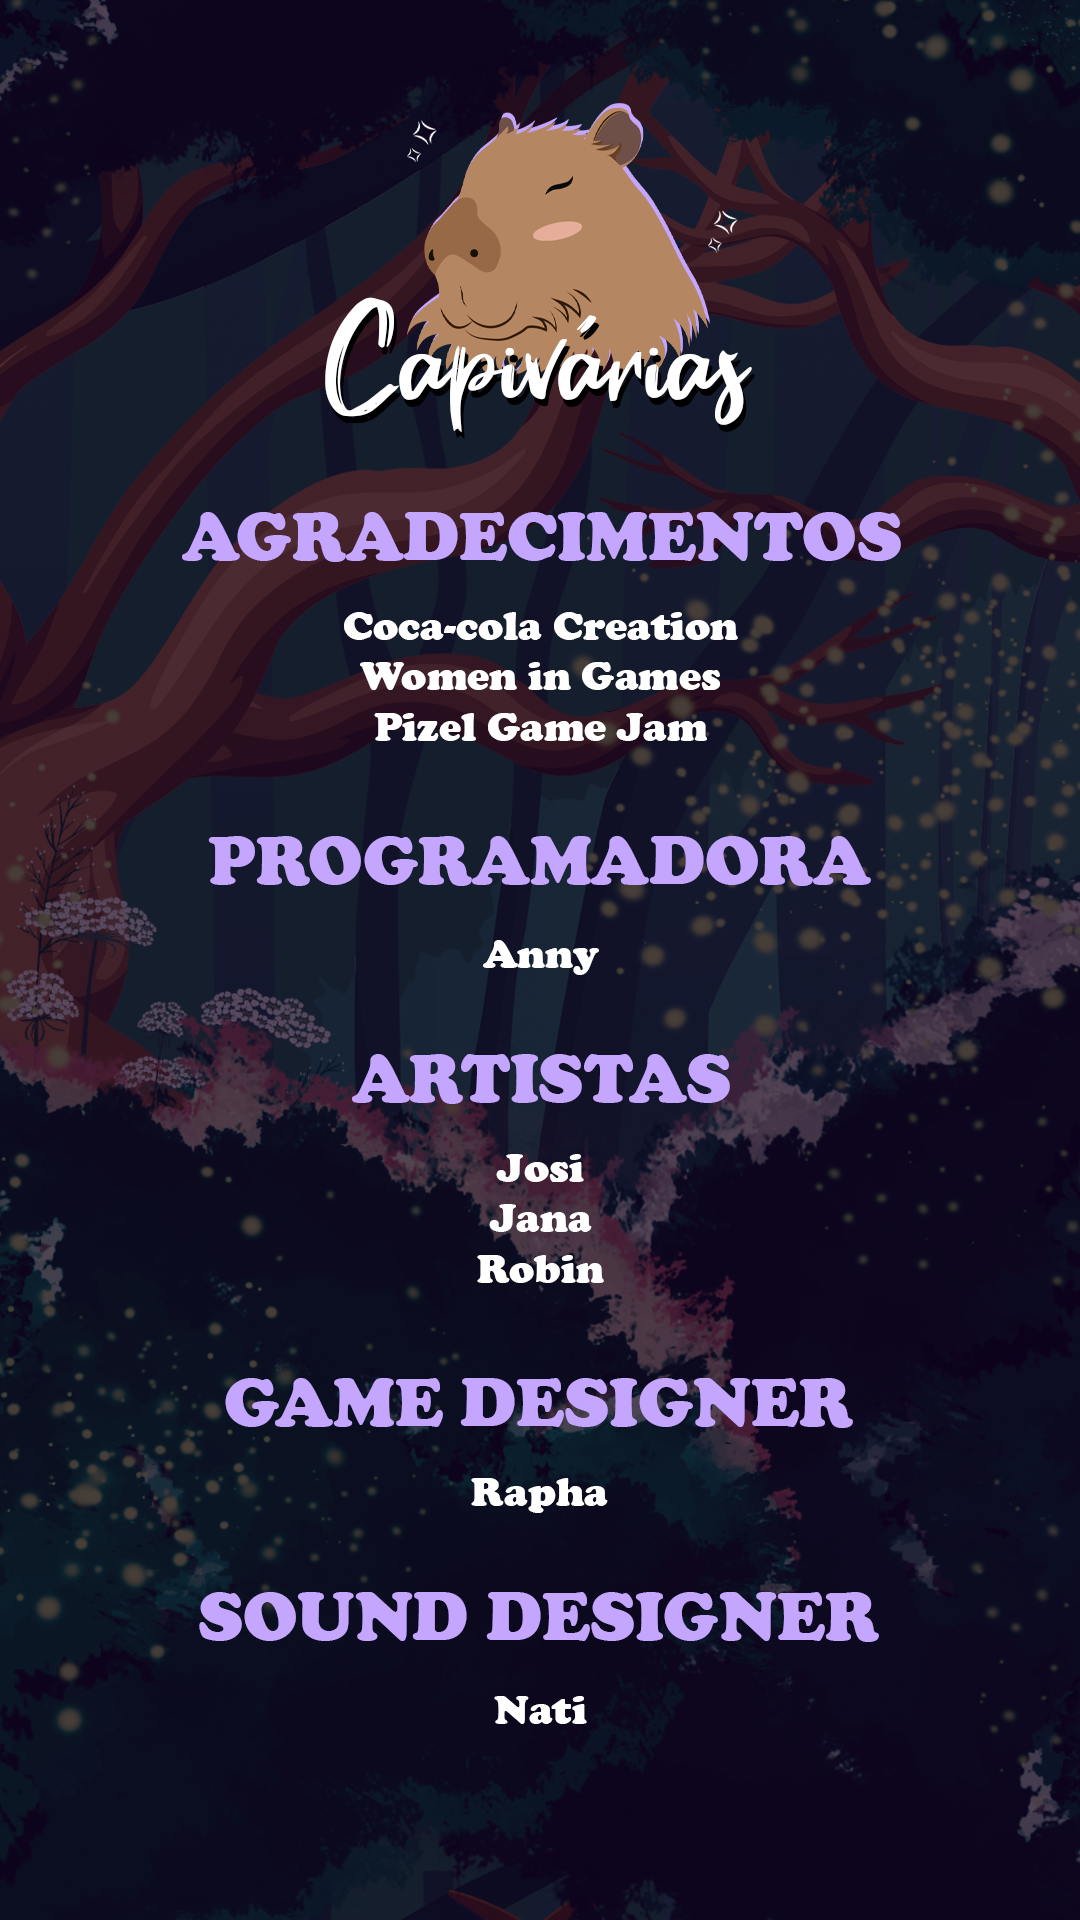 Capivárias
AGRADECIMENTOS
Coca-cola Creation
Women in Games
Pizel Game Jam
PROGRAMADORA
Anny
ARTISTAS
Josi
Jana
Robin
GAME DESIGNER
Rapha
SOUND DESIGNER
Nati